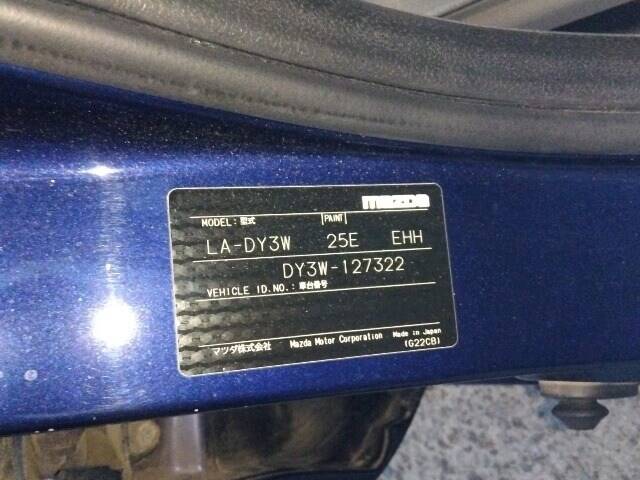 mazda
MODEL: 型式 PAINT
LA-DY3W 25E EHH
DY3W-127322
VEHICLE ID.NO.: 車台番号
マツダ株式会社 Mazda Motor Corporation Made in Japan
(G22CB)